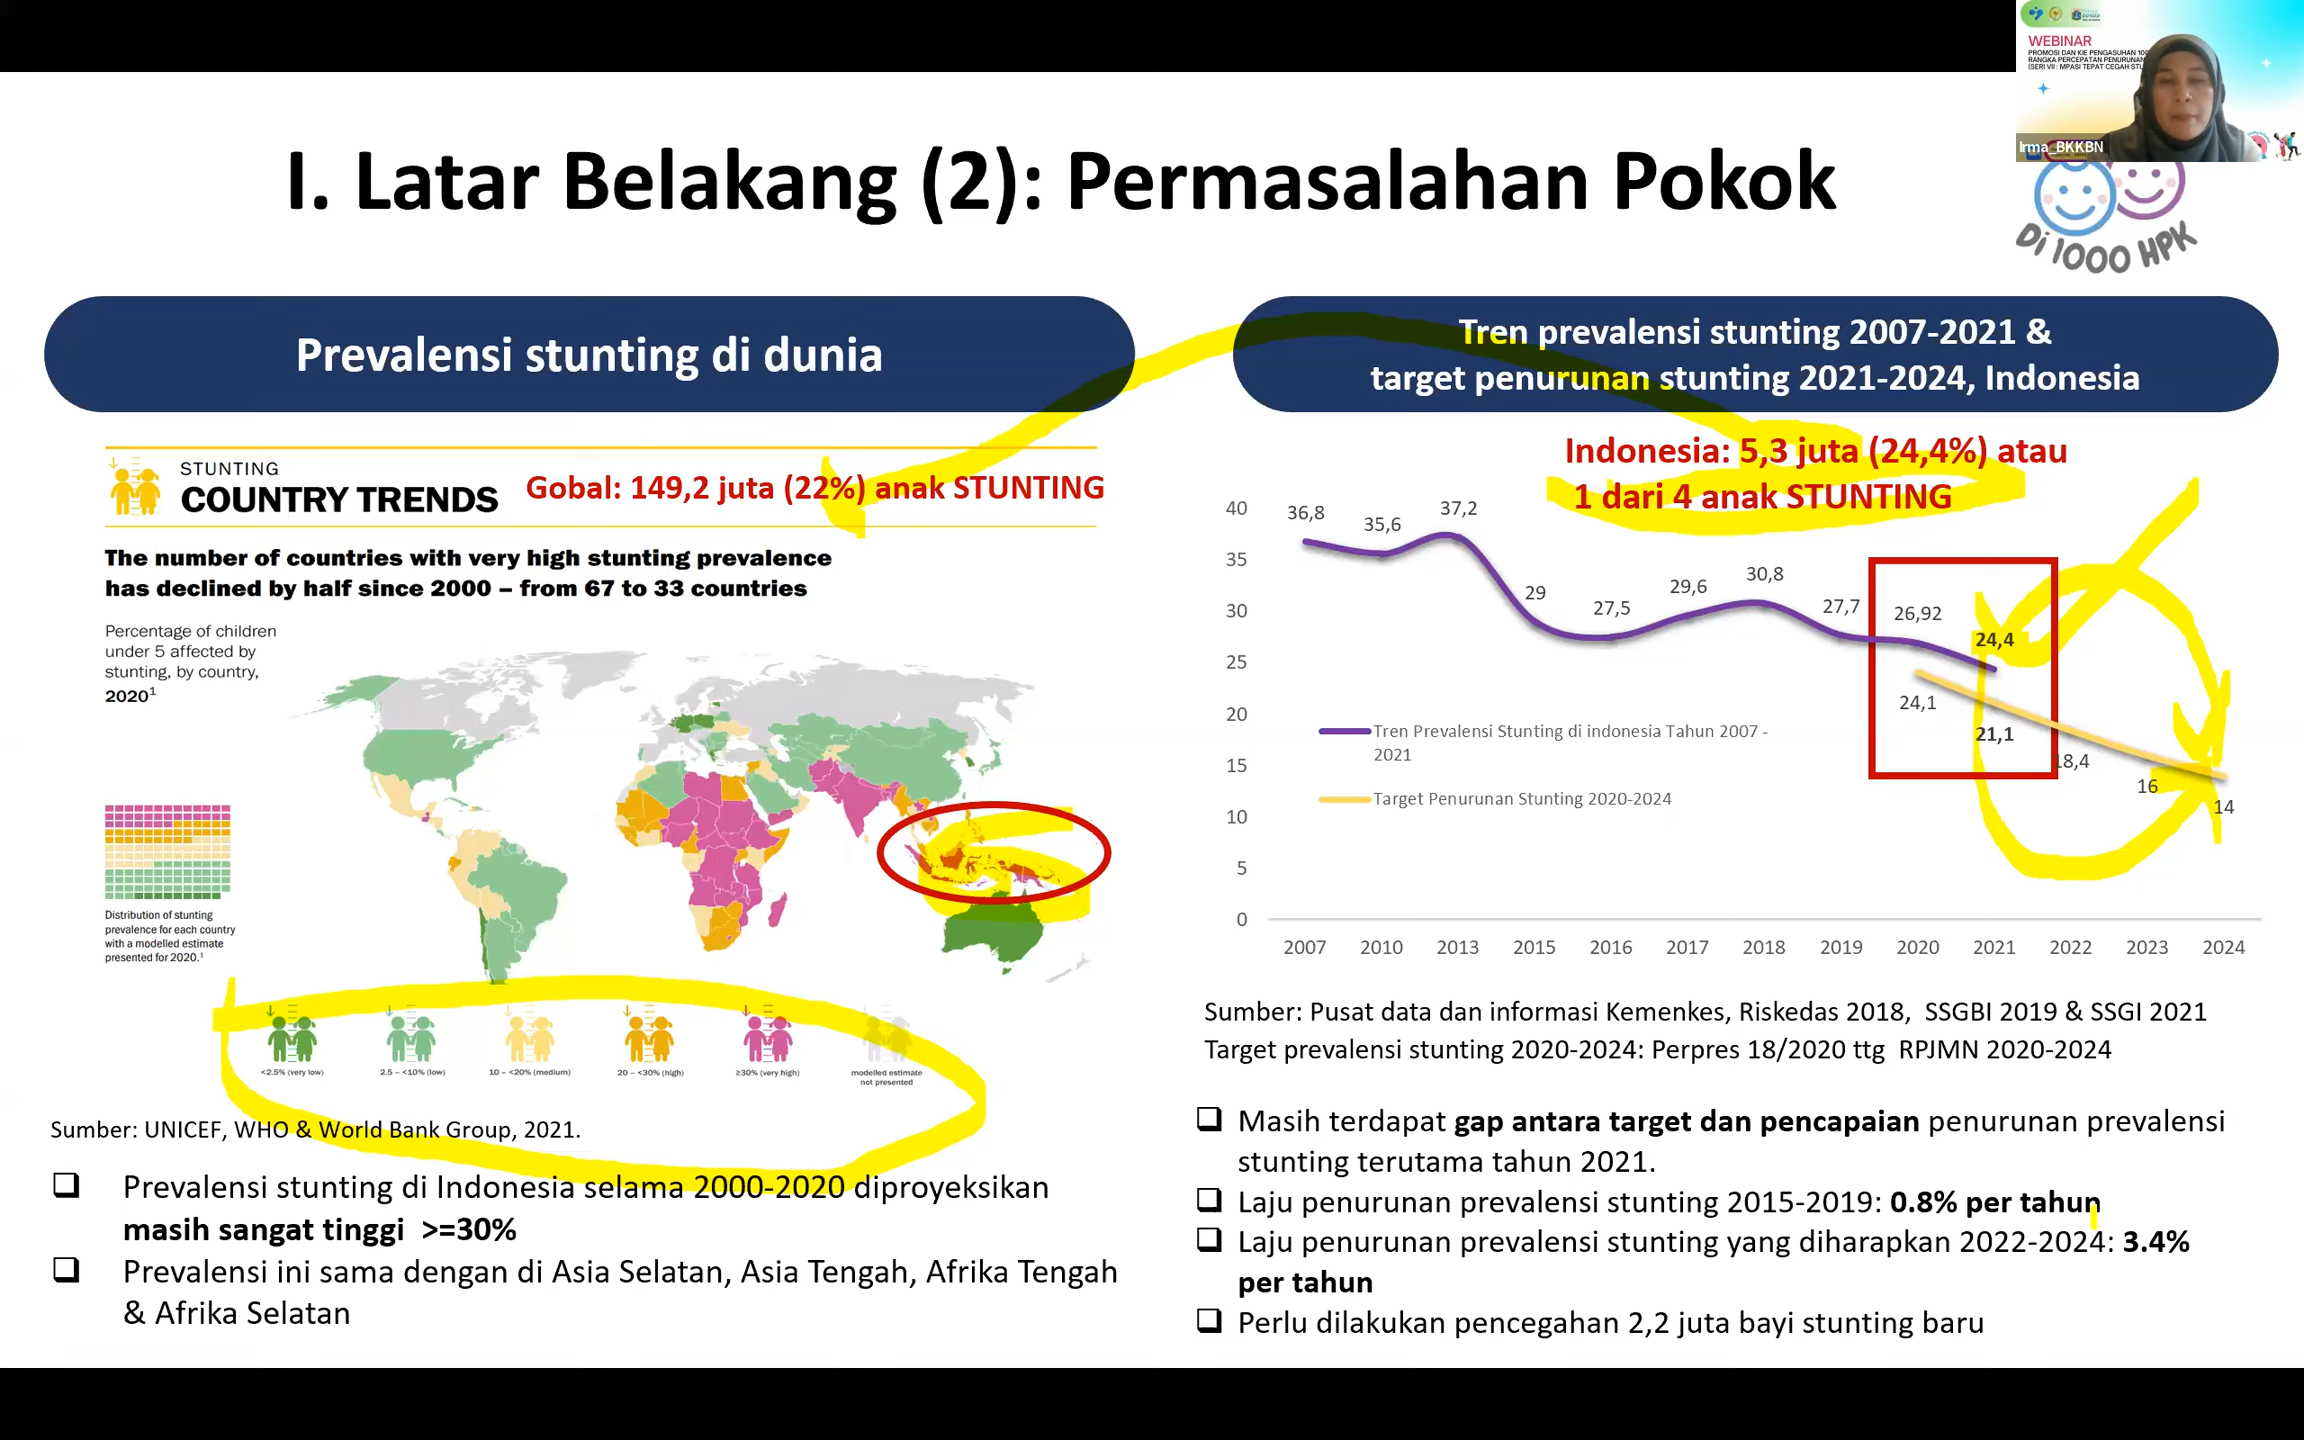 WEBINAR
PROMOSI DAN KIE PENGASUHAN
RANGKA PERCEPATAN PENURUNAN
(SERI VII : MPASI TEPAT CEGAH
Irma_BKKBN
I. Latar Belakang (2): Permasalahan Pokok
Di 1000 HPK
Prevalensi stunting di dunia
STUNTING
COUNTRY TRENDS
Gobal: 149,2 juta (22%) anak STUNTING
The number of countries with very high stunting prevalence
has declined by half since 2000 – from 67 to 33 countries
Percentage of children
under 5 affected by
stunting, by country,
2020¹
Distribution of stunting
prevalence for each country
with a modelled estimate
presented for 2020.¹
<2.5% (very low)
2.5 – <10% (low)
10 – <20% (medium)
20 – <30% (high)
≥30% (very high)
modelled estimate
not presented
Sumber: UNICEF, WHO & World Bank Group, 2021.
❑ Prevalensi stunting di Indonesia selama 2000-2020 diproyeksikan
masih sangat tinggi >=30%
❑ Prevalensi ini sama dengan di Asia Selatan, Asia Tengah, Afrika Tengah
& Afrika Selatan
Tren prevalensi stunting 2007-2021 &
target penurunan stunting 2021-2024, Indonesia
Indonesia: 5,3 juta (24,4%) atau
1 dari 4 anak STUNTING
40
35
30
25
20
15
10
5
0
36,8
35,6
37,2
29
27,5
29,6
30,8
27,7
26,92
24,4
24,1
21,1
18,4
16
14
Tren Prevalensi Stunting di indonesia Tahun 2007 -
2021
Target Penurunan Stunting 2020-2024
2007 2010 2013 2015 2016 2017 2018 2019 2020 2021 2022 2023 2024
Sumber: Pusat data dan informasi Kemenkes, Riskedas 2018, SSGBI 2019 & SSGI 2021
Target prevalensi stunting 2020-2024: Perpres 18/2020 ttg RPJMN 2020-2024
❑ Masih terdapat gap antara target dan pencapaian penurunan prevalensi
stunting terutama tahun 2021.
❑ Laju penurunan prevalensi stunting 2015-2019: 0.8% per tahun
❑ Laju penurunan prevalensi stunting yang diharapkan 2022-2024: 3.4%
per tahun
❑ Perlu dilakukan pencegahan 2,2 juta bayi stunting baru